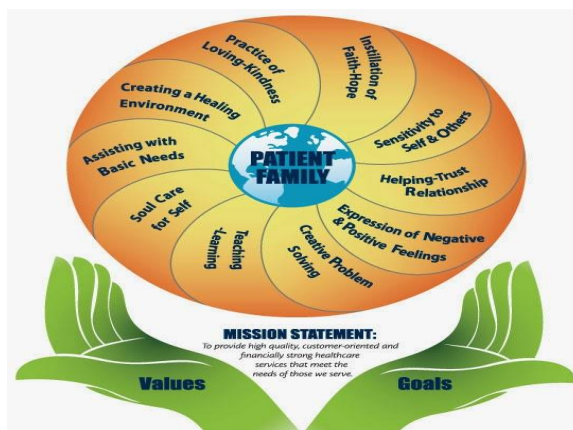 Practice of
Loving-Kindness
Instillation of
Faith-Hope
Creating a Healing
Environment
Sensitivity to
Self & Others
Assisting with
Basic Needs
PATIENT
FAMILY
Helping-Trust
Relationship
Soul Care
for Self
Expression of Negative
& Positive Feelings
Teaching
-Learning
Creative Problem
Solving
MISSION STATEMENT:
To provide high quality, customer-oriented and
financially strong healthcare
services that meet the
needs of those we serve.
Values
Goals